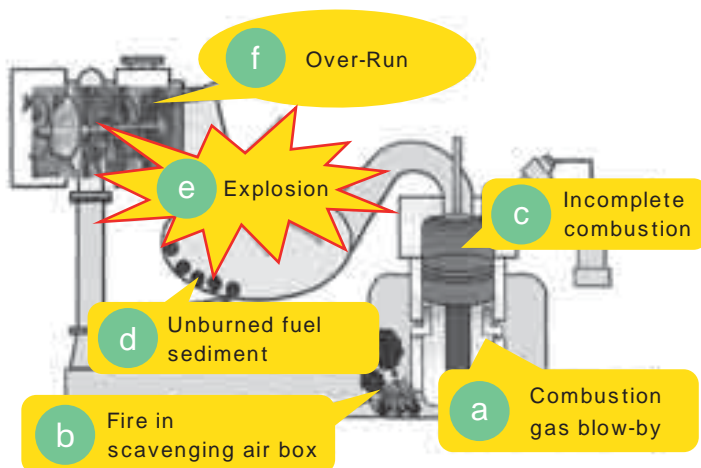 f
Over-Run
e
Explosion
c
Incomplete
combustion
d
Unburned fuel
sediment
a
Combustion
gas blow-by
b
Fire in
scavenging air box